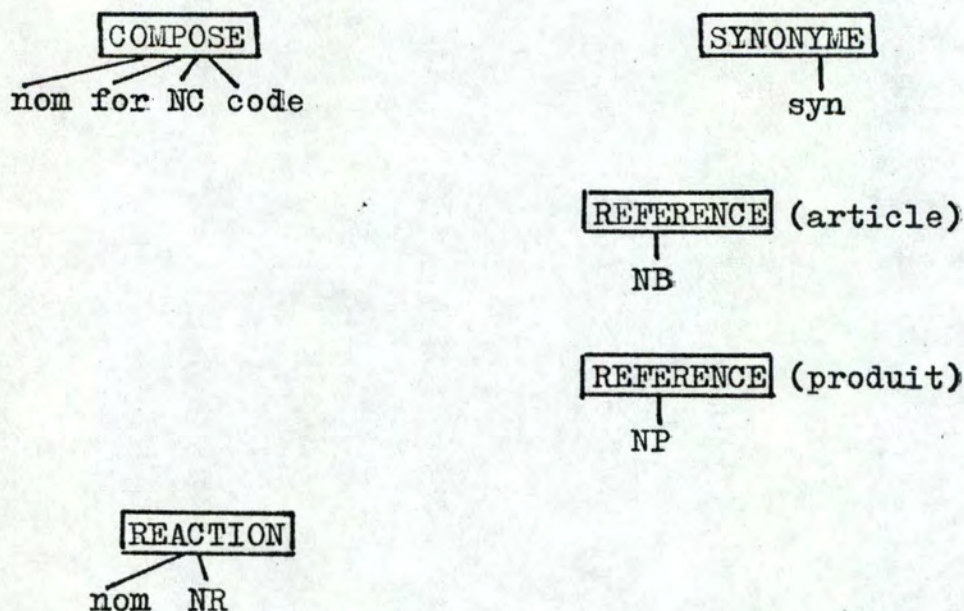 COMPOSE SYNONYME
nom for NC code syn
REFERENCE (article)
NB
REFERENCE (produit)
NP
REACTION
nom NR